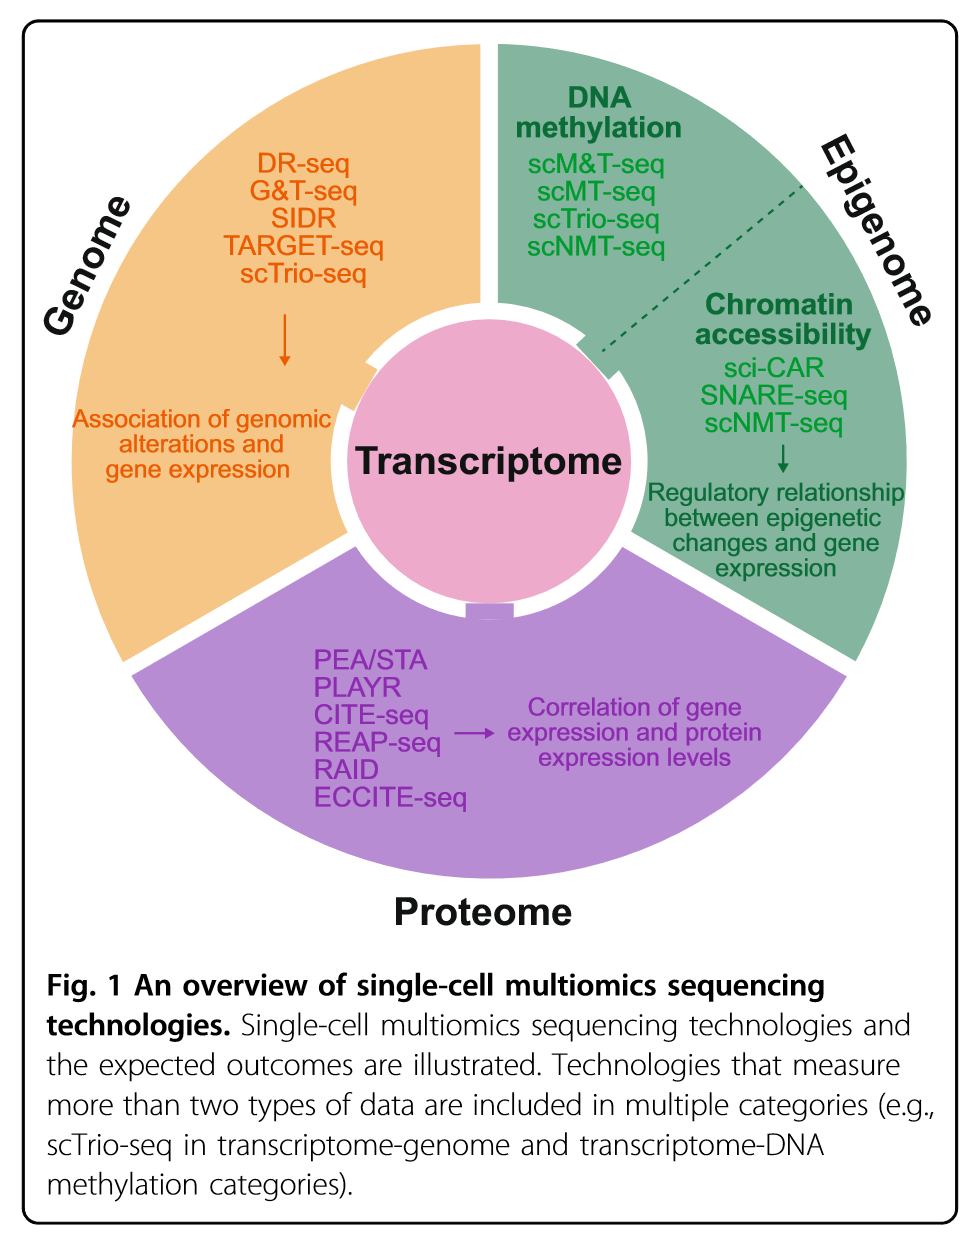 Genome
DR-seq
G&T-seq
SIDR
TARGET-seq
scTrio-seq
Association of genomic
alterations and
gene expression
Epigenome
DNA
methylation
scM&T-seq
scMT-seq
scTrio-seq
scNMT-seq
Chromatin
accessibility
sci-CAR
SNARE-seq
scNMT-seq
Regulatory relationship
between epigenetic
changes and gene
expression
Transcriptome
PEA/STA
PLAYR
CITE-seq
REAP-seq
RAID
ECCITE-seq
Correlation of gene
expression and protein
expression levels
Proteome
Fig. 1 An overview of single-cell multiomics sequencing
technologies. Single-cell multiomics sequencing technologies and
the expected outcomes are illustrated. Technologies that measure
more than two types of data are included in multiple categories (e.g.,
scTrio-seq in transcriptome-genome and transcriptome-DNA
methylation categories).